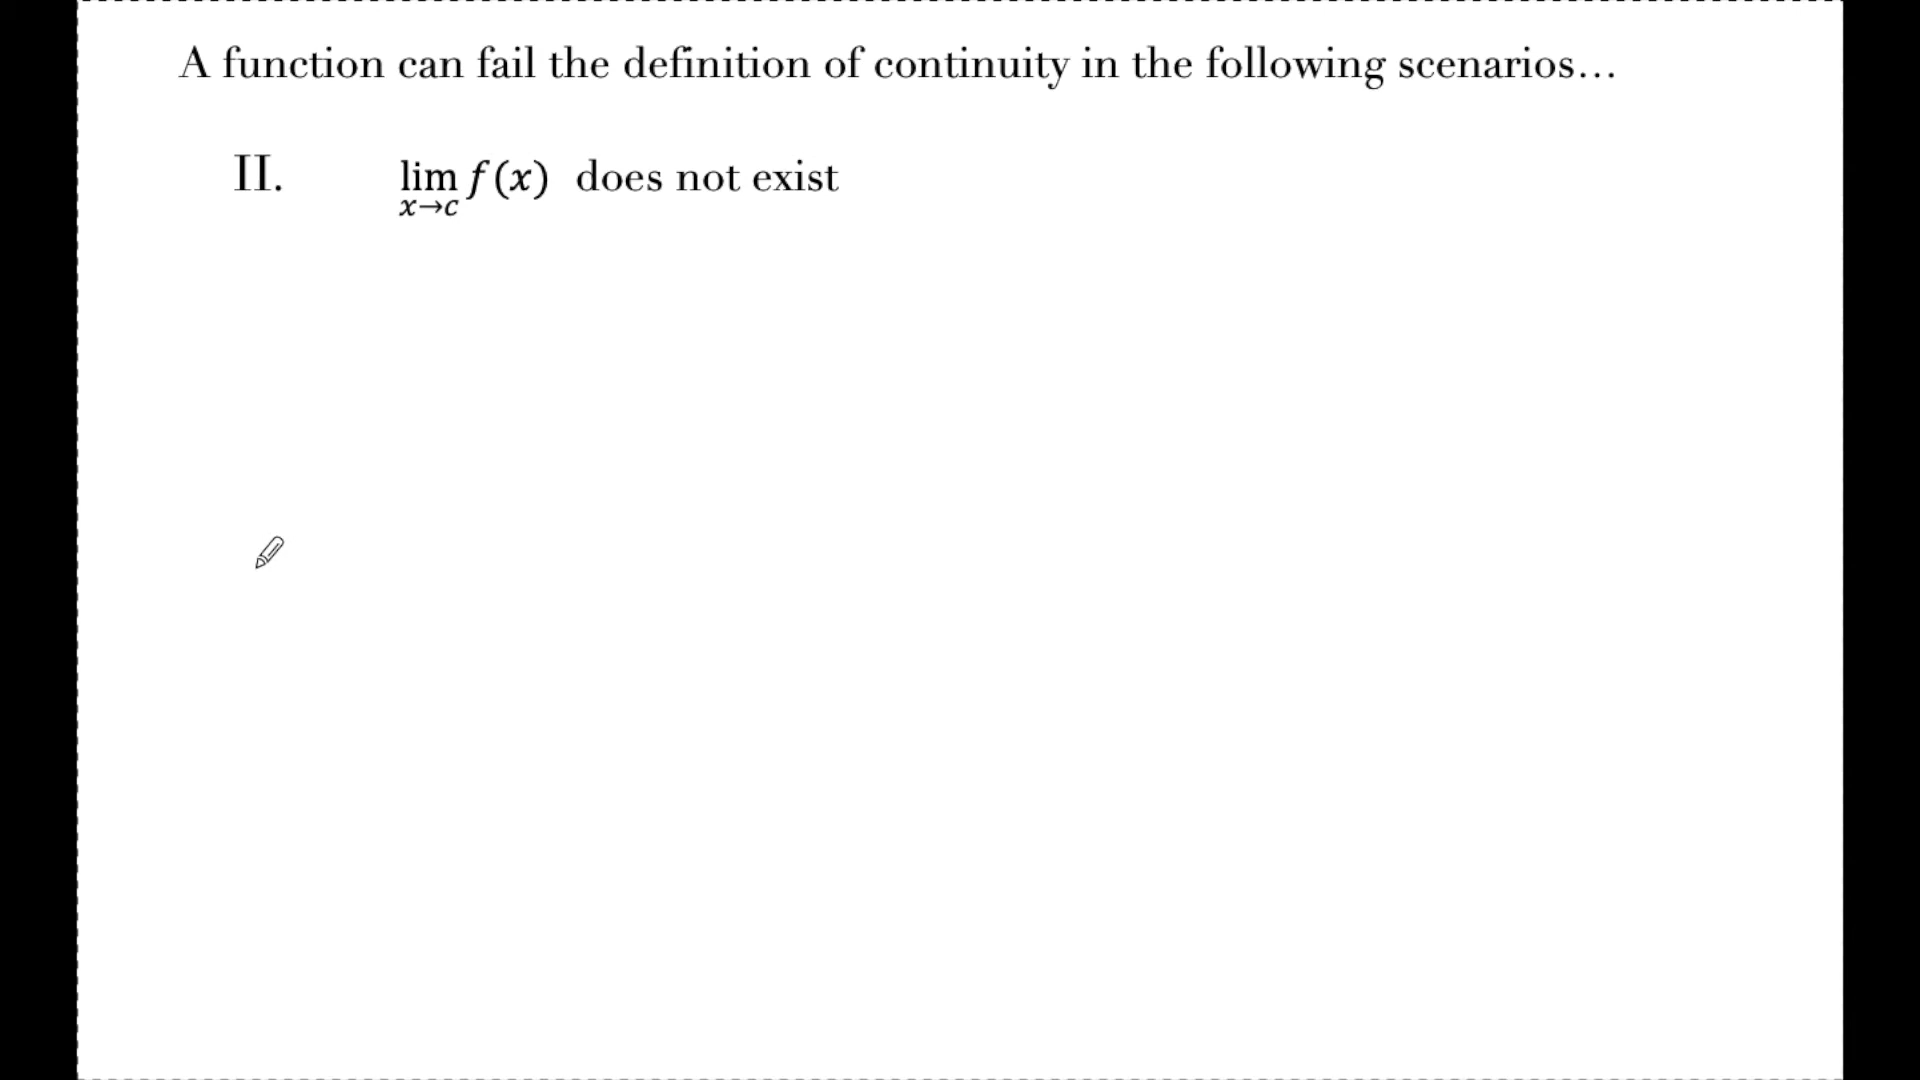 A function can fail the definition of continuity in the following scenarios...
II. lim f(x) does not exist
x→c